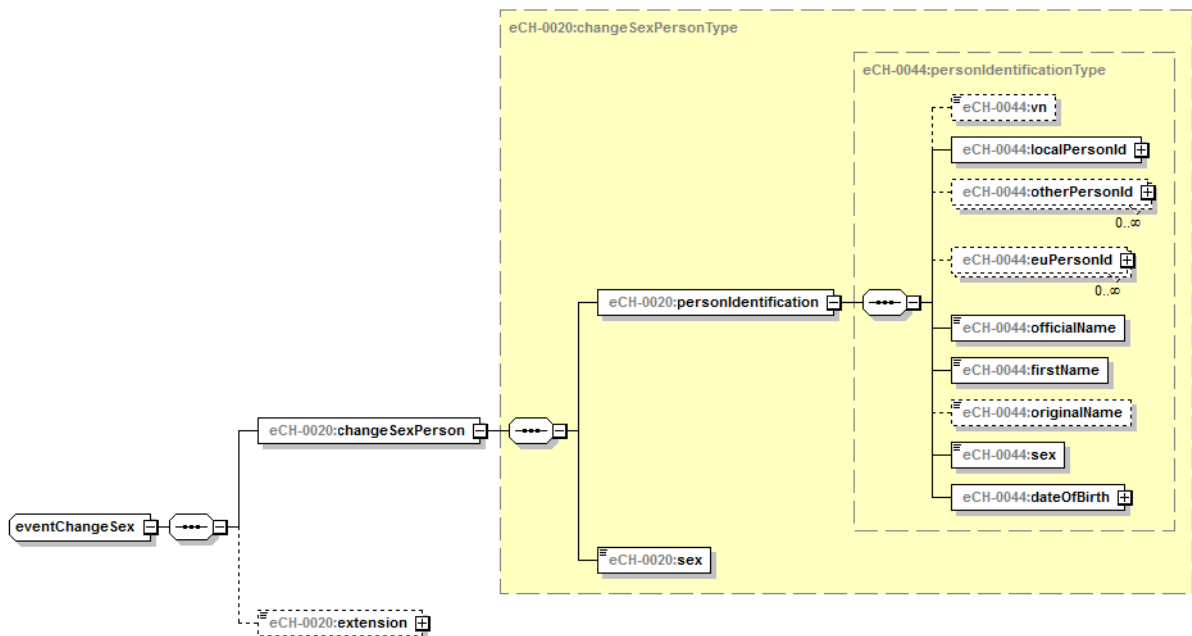 eCH-0020:changeSexPersonType
eCH-0044:personIdentificationType
eCH-0044:vn
eCH-0044:localPersonId
eCH-0044:otherPersonId
0..∞
eCH-0044:euPersonId
0..∞
eCH-0020:personIdentification
eCH-0044:officialName
eCH-0044:firstName
eCH-0044:originalName
eCH-0020:changeSexPerson
eCH-0044:sex
eCH-0044:dateOfBirth
eventChangeSex
eCH-0020:sex
eCH-0020:extension